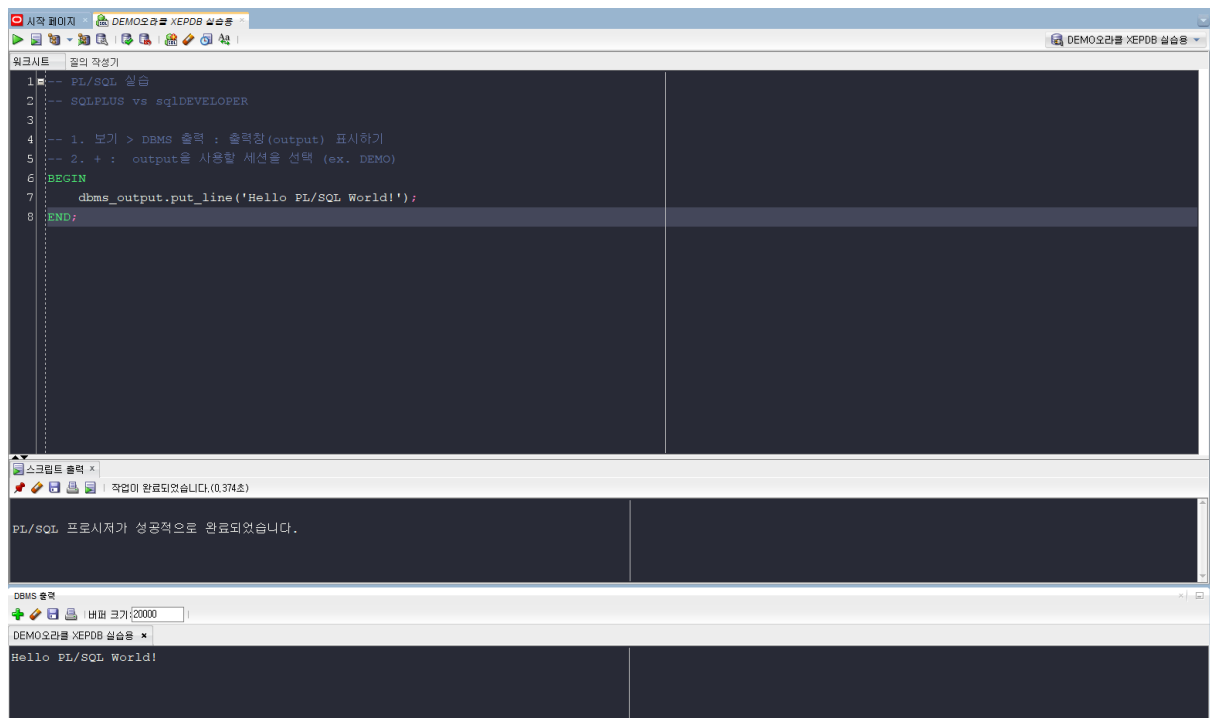 시작 페이지
DEMO오라클 XEPDB 실습용
DEMO오라클 XEPDB 실습용
워크시트 질의 작성기
1 -- PL/SQL 실습
2 -- SQLPLUS vs sqlDEVELOPER
3
4 -- 1. 보기 > DBMS 출력 : 출력창(output) 표시하기
5 -- 2. + :  output을 사용할 세션을 선택 (ex. DEMO)
6 BEGIN
7     dbms_output.put_line('Hello PL/SQL World!');
8 END;
스크립트 출력
작업이 완료되었습니다.(0.374초)
PL/SQL 프로시저가 성공적으로 완료되었습니다.
DBMS 출력
버퍼 크기: 20000
DEMO오라클 XEPDB 실습용
Hello PL/SQL World!